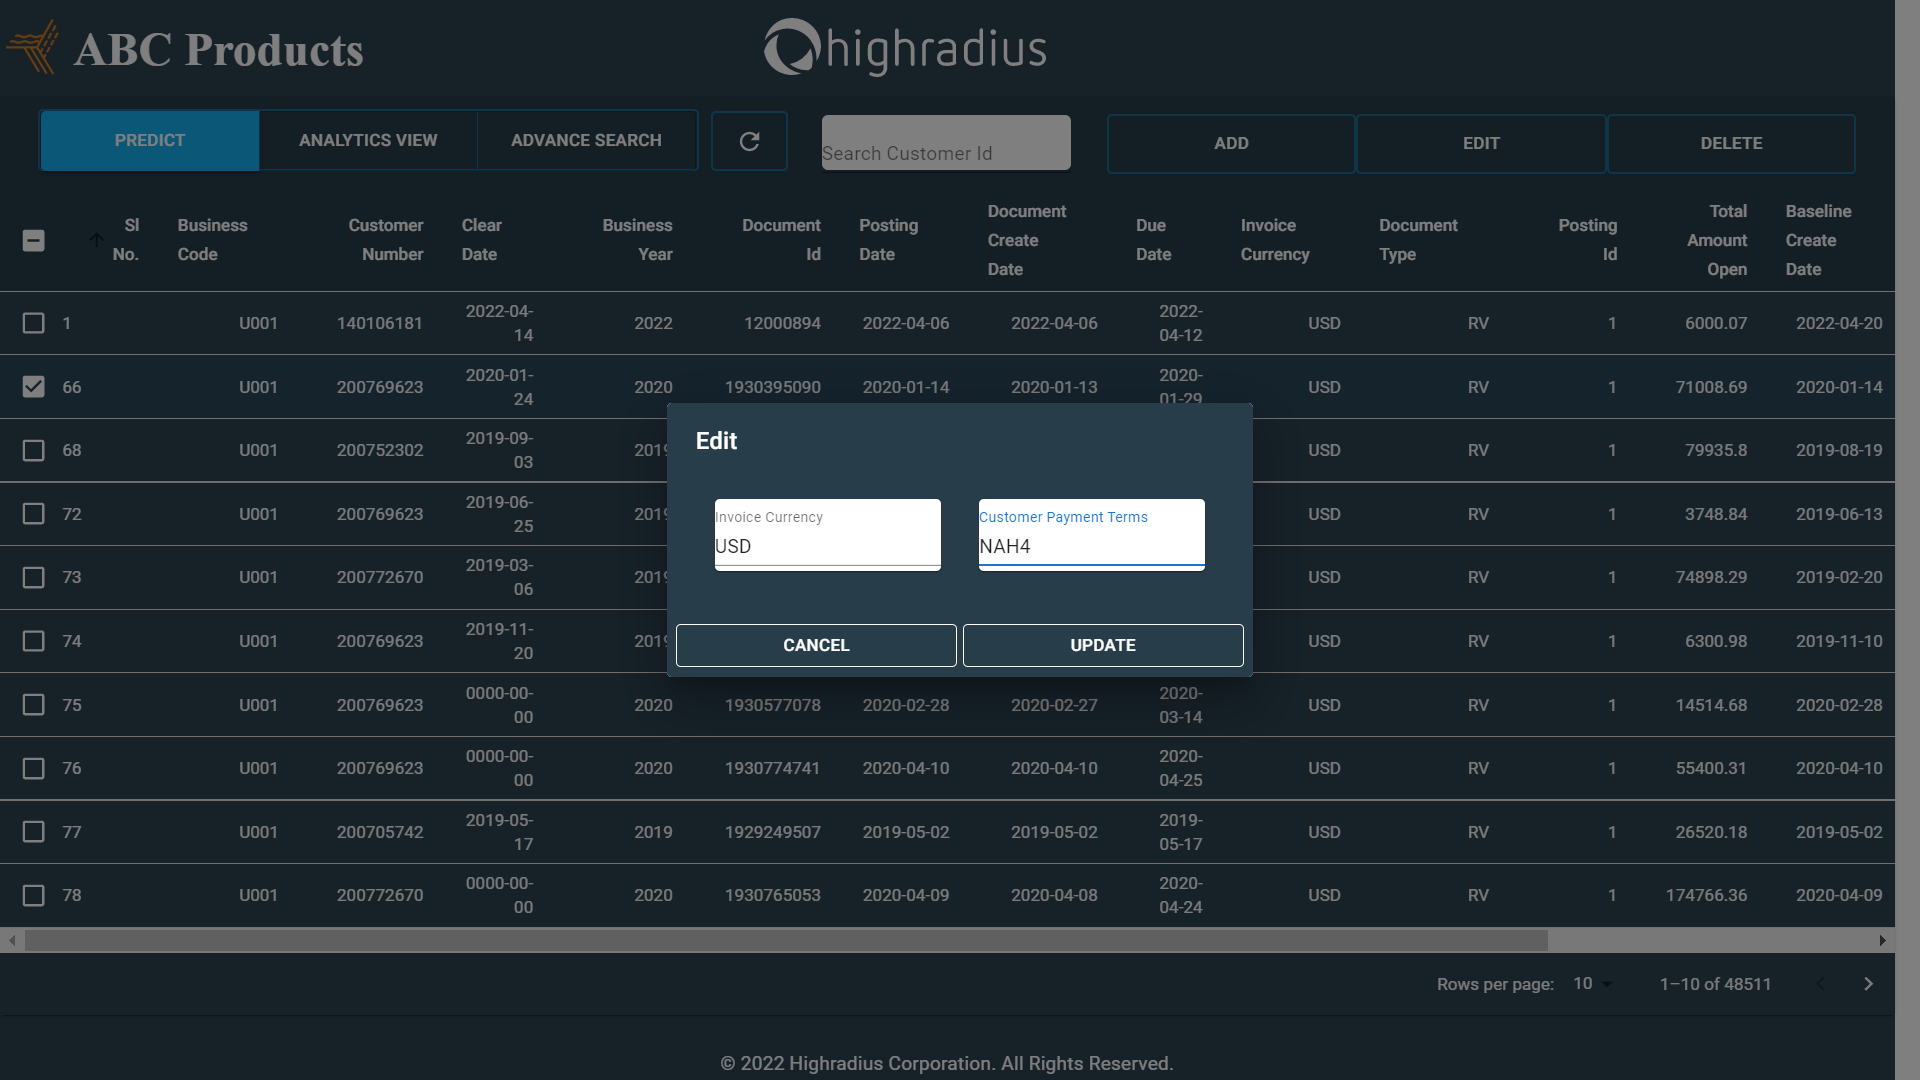 ABC Products
highradius
PREDICT
ANALYTICS VIEW
ADVANCE SEARCH
Search Customer Id
ADD
EDIT
DELETE
Sl No.
Business Code
Customer Number
Clear Date
Business Year
Document Id
Posting Date
Document Create Date
Due Date
Invoice Currency
Document Type
Posting Id
Total Amount Open
Baseline Create Date
1 U001 140106181 2022-04-14 2022 12000894 2022-04-06 2022-04-06 2022-04-12 USD RV 1 6000.07 2022-04-20
66 U001 200769623 2020-01-24 2020 1930395090 2020-01-14 2020-01-13 2020-01-29 USD RV 1 71008.69 2020-01-14
68 U001 200752302 2019-09-03 2019 USD RV 1 79935.8 2019-08-19
72 U001 200769623 2019-06-25 2019 USD RV 1 3748.84 2019-06-13
73 U001 200772670 2019-03-06 2019 USD RV 1 74898.29 2019-02-20
74 U001 200769623 2019-11-20 2019 USD RV 1 6300.98 2019-11-10
75 U001 200769623 0000-00-00 2020 1930577078 2020-02-28 2020-02-27 2020-03-14 USD RV 1 14514.68 2020-02-28
76 U001 200769623 0000-00-00 2020 1930774741 2020-04-10 2020-04-10 2020-04-25 USD RV 1 55400.31 2020-04-10
77 U001 200705742 2019-05-17 2019 1929249507 2019-05-02 2019-05-02 2019-05-17 USD RV 1 26520.18 2019-05-02
78 U001 200772670 0000-00-00 2020 1930765053 2020-04-09 2020-04-08 2020-04-24 USD RV 1 174766.36 2020-04-09
Edit
Invoice Currency
USD
Customer Payment Terms
NAH4
CANCEL
UPDATE
Rows per page: 10 1–10 of 48511
© 2022 Highradius Corporation. All Rights Reserved.